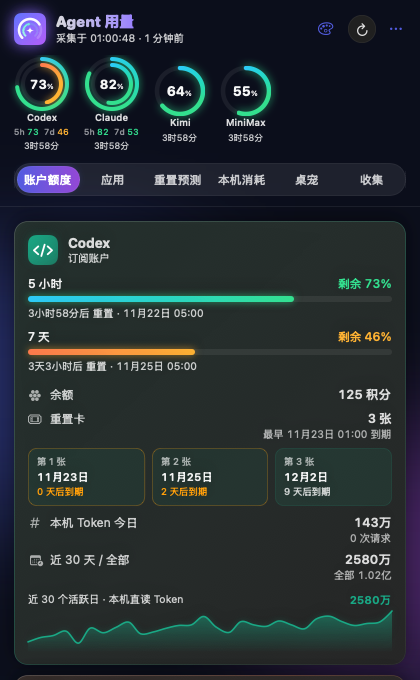 Agent 用量
采集于 01:00:48 · 1 分钟前
73%
82%
64%
55%
Codex
Claude
Kimi
MiniMax
5h 73 7d 46
5h 82 7d 53
3时58分
3时58分
3时58分
3时58分
账户额度
应用
重置预测
本机消耗
桌宠
收集
Codex
订阅账户
5 小时
剩余 73%
3小时58分后 重置 · 11月22日 05:00
7 天
剩余 46%
3天3小时后 重置 · 11月25日 05:00
余额
125 积分
重置卡
3 张
最早 11月23日 01:00 到期
第 1 张
11月23日
0 天后到期
第 2 张
11月25日
2 天后到期
第 3 张
12月2日
9 天后到期
# 本机 Token 今日
143万
0 次请求
近 30 天 / 全部
2580万
全部 1.02亿
近 30 个活跃日 · 本机直读 Token
2580万